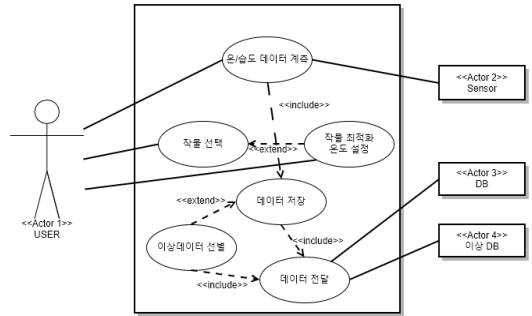 온/습도 데이터 계측
<<Actor 2>>
Sensor
<<include>>
작물 선택
<<extend>>
작물 최적화
온도 설정
<<Actor 3>>
DB
<<extend>>
데이터 저장
<<Actor 1>>
USER
<<include>>
<<Actor 4>>
이상 DB
이상데이터 선별
데이터 전달
<<include>>